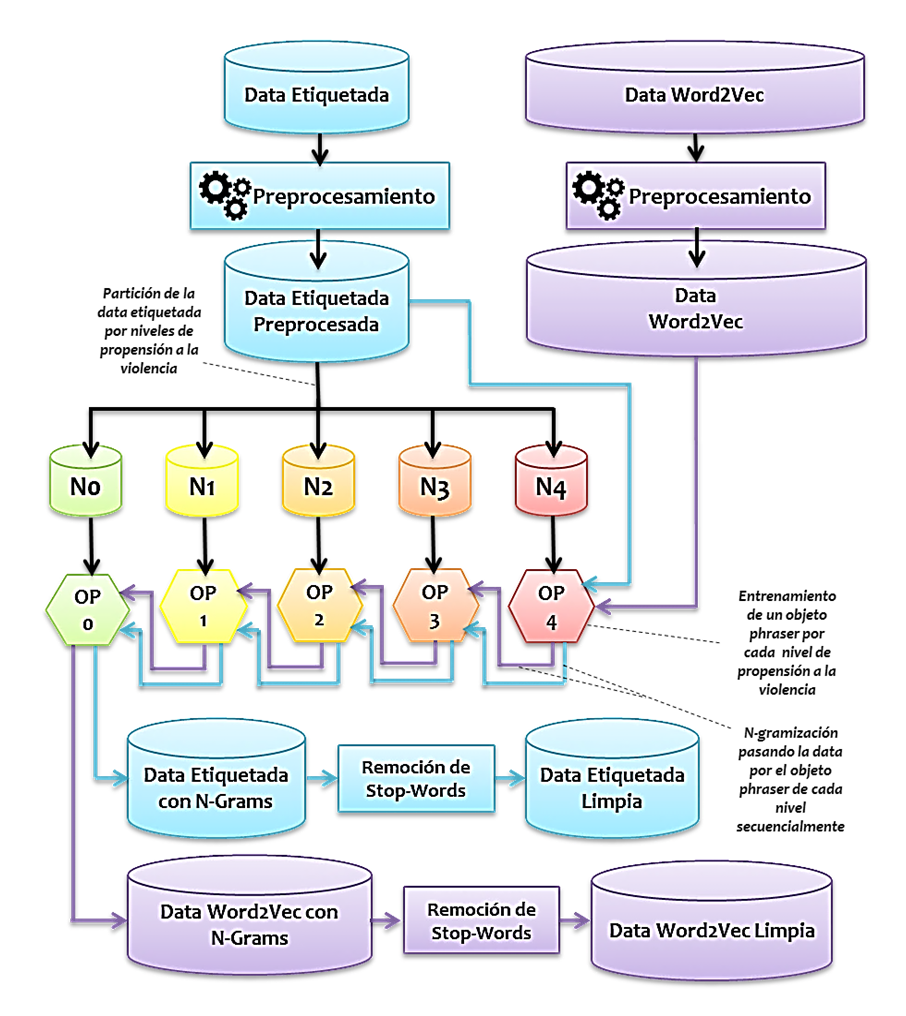 Data Etiquetada
Data Word2Vec
Preprocesamiento
Preprocesamiento
Data Etiquetada
Preprocesada
Data
Word2Vec
Partición de la
data etiquetada
por niveles de
propensión a la
violencia
N0
N1
N2
N3
N4
OP
0
OP
1
OP
2
OP
3
OP
4
Entrenamiento
de un objeto
phraser por
cada nivel de
propensión a la
violencia
N-gramización
pasando la data
por el objeto
phraser de cada
nivel
secuencialmente
Data Etiquetada
con N-Grams
Remoción de
Stop-Words
Data Etiquetada
Limpia
Data Word2Vec con
N-Grams
Remoción de
Stop-Words
Data Word2Vec Limpia